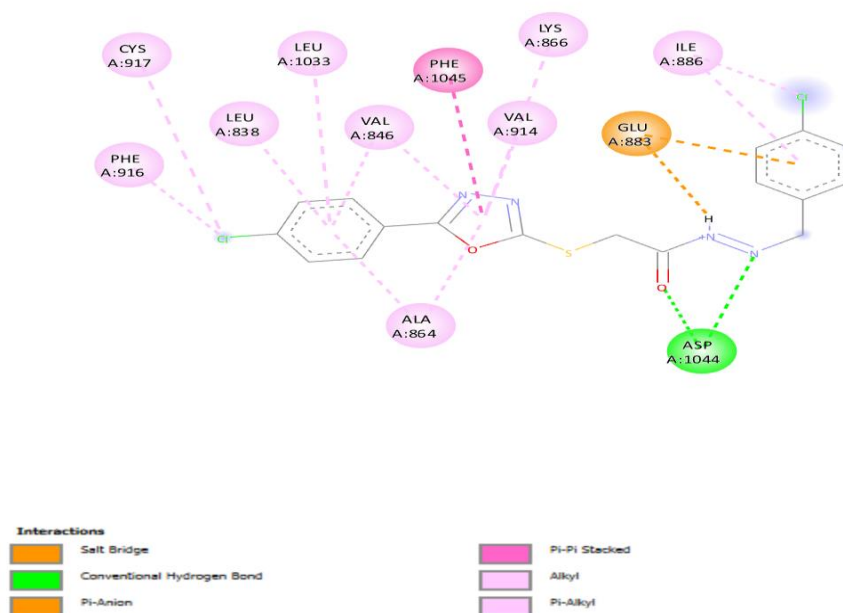 CYS
A:917
LEU
A:1033
LYS
A:866
ILE
A:886
PHE
A:1045
LEU
A:838
VAL
A:846
VAL
A:914
GLU
A:883
PHE
A:916
Cl
Cl
N
N
O
S
H
+N
N
O
ALA
A:864
ASP
A:1044
Interactions
Salt Bridge
Conventional Hydrogen Bond
Pi-Anion
Pi-Pi Stacked
Alkyl
Pi-Alkyl